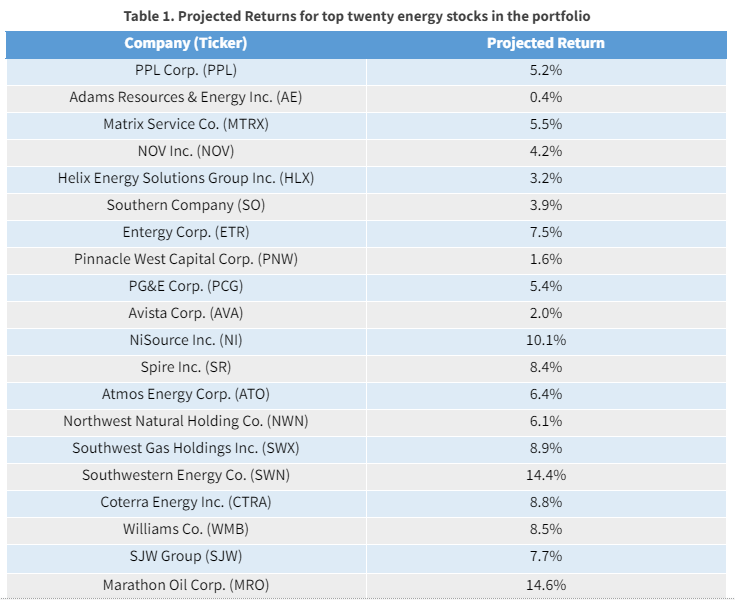 Table 1. Projected Returns for top twenty energy stocks in the portfolio
Company (Ticker) Projected Return
PPL Corp. (PPL) 5.2%
Adams Resources & Energy Inc. (AE) 0.4%
Matrix Service Co. (MTRX) 5.5%
NOV Inc. (NOV) 4.2%
Helix Energy Solutions Group Inc. (HLX) 3.2%
Southern Company (SO) 3.9%
Entergy Corp. (ETR) 7.5%
Pinnacle West Capital Corp. (PNW) 1.6%
PG&E Corp. (PCG) 5.4%
Avista Corp. (AVA) 2.0%
NiSource Inc. (NI) 10.1%
Spire Inc. (SR) 8.4%
Atmos Energy Corp. (ATO) 6.4%
Northwest Natural Holding Co. (NWN) 6.1%
Southwest Gas Holdings Inc. (SWX) 8.9%
Southwestern Energy Co. (SWN) 14.4%
Coterra Energy Inc. (CTRA) 8.8%
Williams Co. (WMB) 8.5%
SJW Group (SJW) 7.7%
Marathon Oil Corp. (MRO) 14.6%